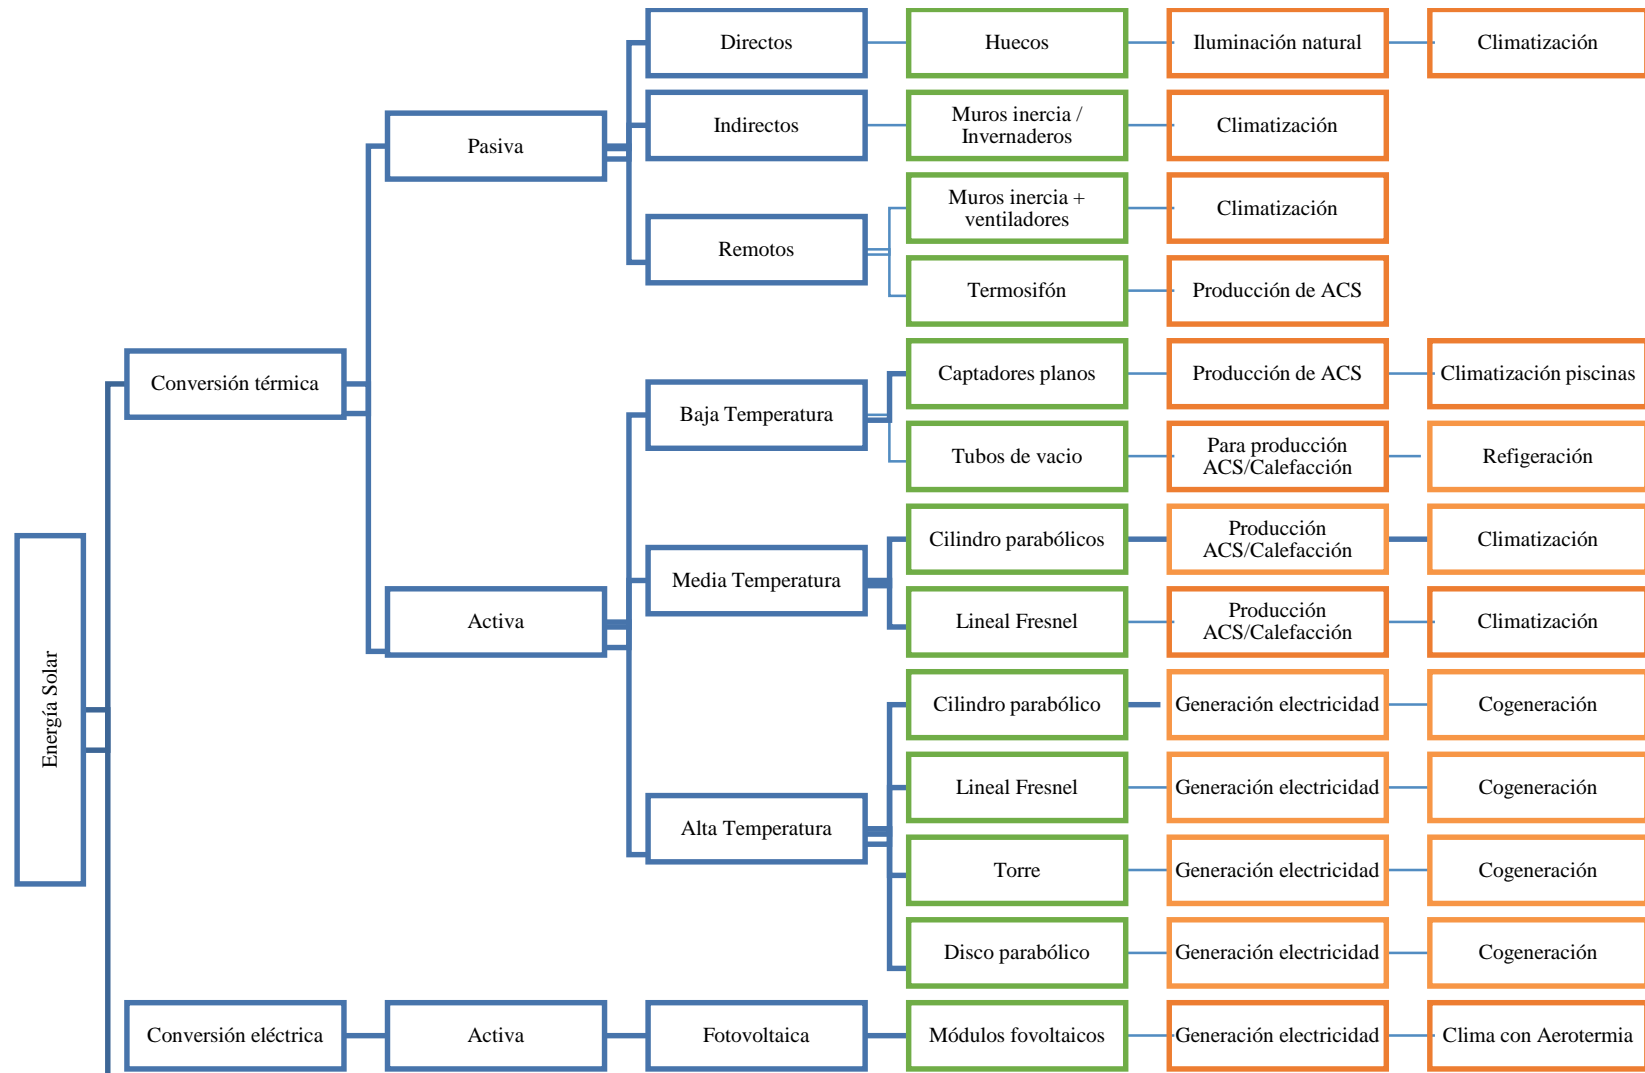 Directos
Huecos
Iluminación natural
Climatización
Indirectos
Muros inercia /
Invernaderos
Climatización
Pasiva
Remotos
Muros inercia +
ventiladores
Climatización
Termosifón
Producción de ACS
Conversión térmica
Baja Temperatura
Captadores planos
Producción de ACS
Climatización piscinas
Tubos de vacio
Para producción
ACS/Calefacción
Refigeración
Activa
Media Temperatura
Cilindro parabólicos
Producción
ACS/Calefacción
Climatización
Lineal Fresnel
Producción
ACS/Calefacción
Climatización
Energía Solar
Alta Temperatura
Cilindro parabólico
Generación electricidad
Cogeneración
Lineal Fresnel
Generación electricidad
Cogeneración
Torre
Generación electricidad
Cogeneración
Disco parabólico
Generación electricidad
Cogeneración
Conversión eléctrica
Activa
Fotovoltaica
Módulos fovoltaicos
Generación electricidad
Clima con Aerotermia